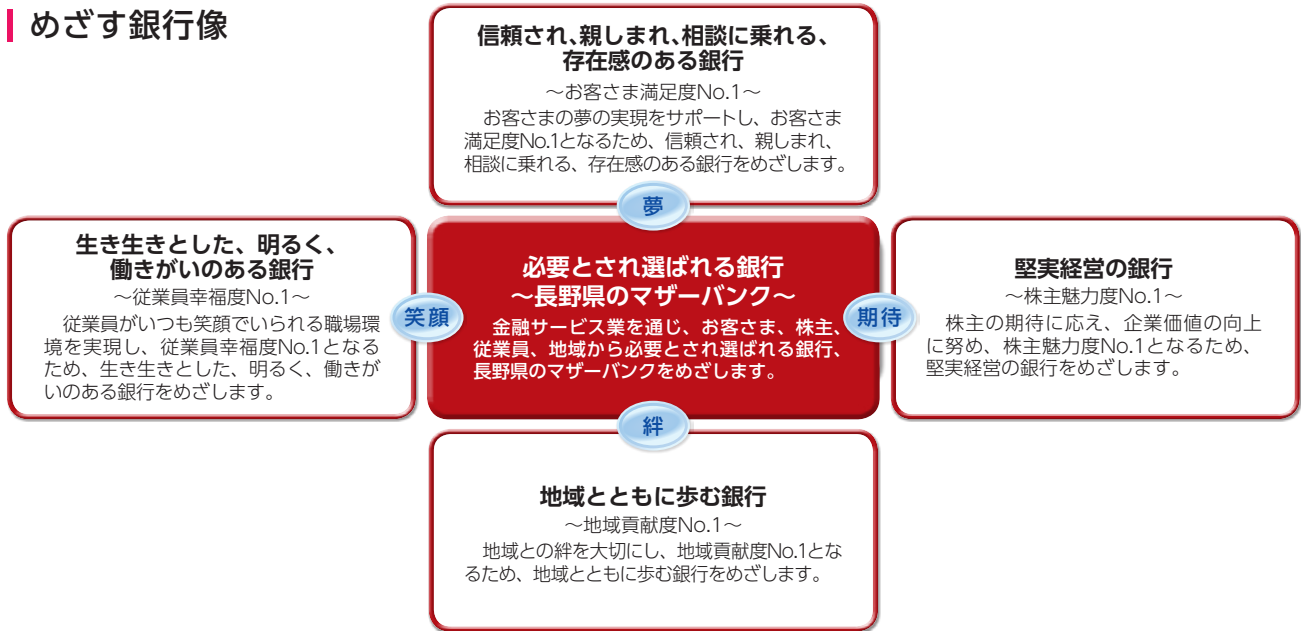 めざす銀行像
信頼され、親しまれ、相談に乗れる、
存在感のある銀行
～お客さま満足度No.1～
お客さまの夢の実現をサポートし、お客さま
満足度No.1となるため、信頼され、親しまれ、
相談に乗れる、存在感のある銀行をめざします。
夢
生き生きとした、明るく、
働きがいのある銀行
～従業員幸福度No.1～
従業員がいつも笑顔でいられる職場環
境を実現し、従業員幸福度No.1となる
ため、生き生きとした、明るく、働きが
いのある銀行をめざします。
笑顔
必要とされ選ばれる銀行
～長野県のマザーバンク～
金融サービス業を通じ、お客さま、株主、
従業員、地域から必要とされ選ばれる銀行、
長野県のマザーバンクをめざします。
期待
堅実経営の銀行
～株主魅力度No.1～
株主の期待に応え、企業価値の向上
に努め、株主魅力度No.1となるため、
堅実経営の銀行をめざします。
絆
地域とともに歩む銀行
～地域貢献度No.1～
地域との絆を大切にし、地域貢献度No.1とな
るため、地域とともに歩む銀行をめざします。